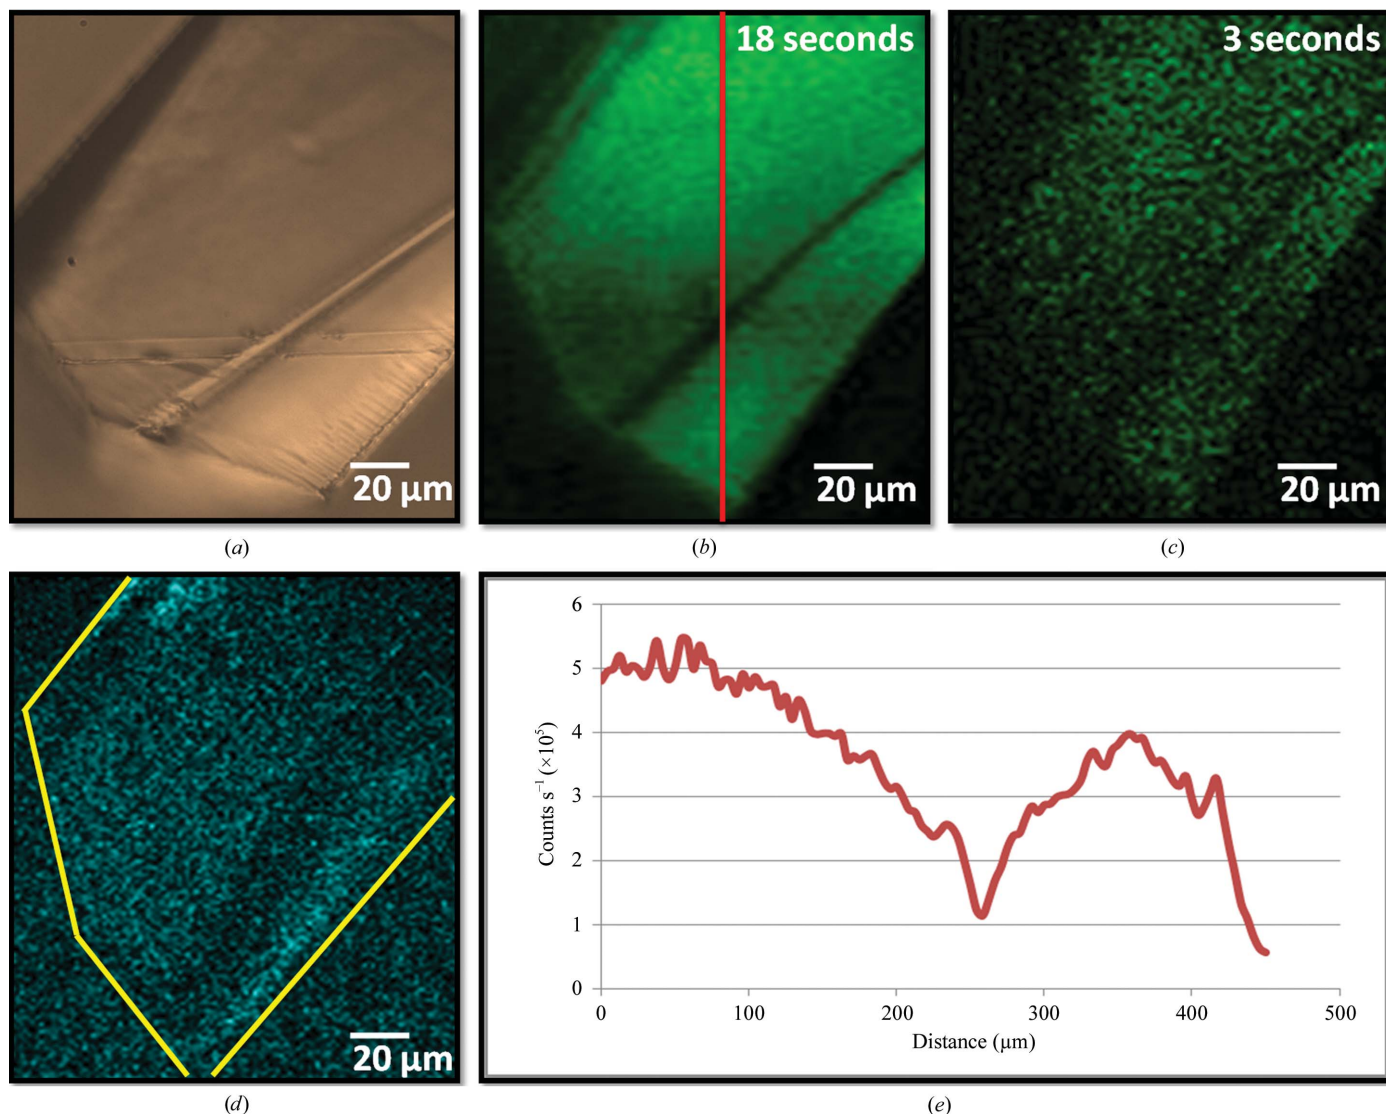 18 seconds
3 seconds
20 µm
20 µm
20 µm
(a)
(b)
(c)
20 µm
(d)
6
5
4
3
2
1
0
Counts s⁻¹ (×10⁵)
0
100
200
300
400
500
Distance (µm)
(e)